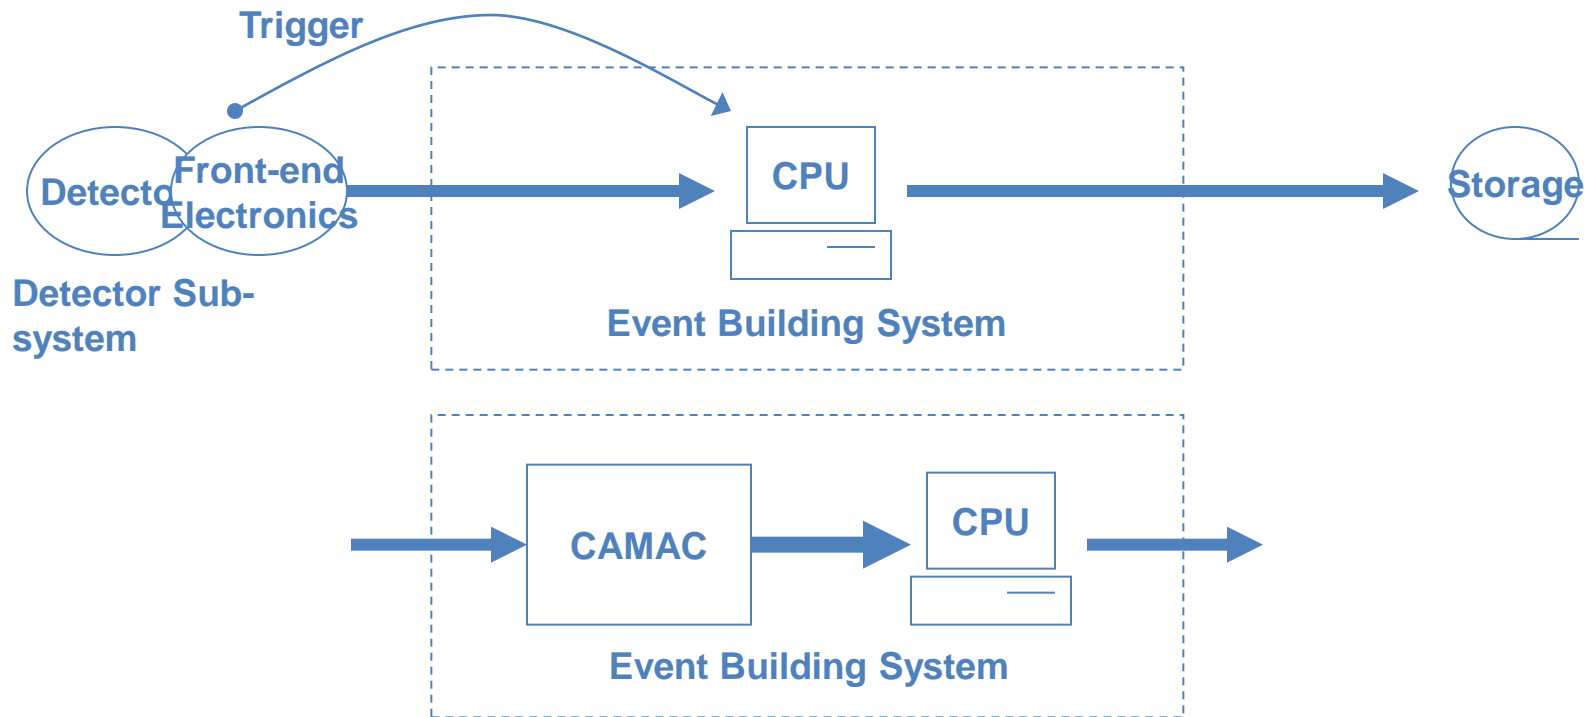 Trigger
Detecto
Front-end
Electronics
CPU
Storage
Detector Sub-
system
Event Building System
CAMAC
CPU
Event Building System